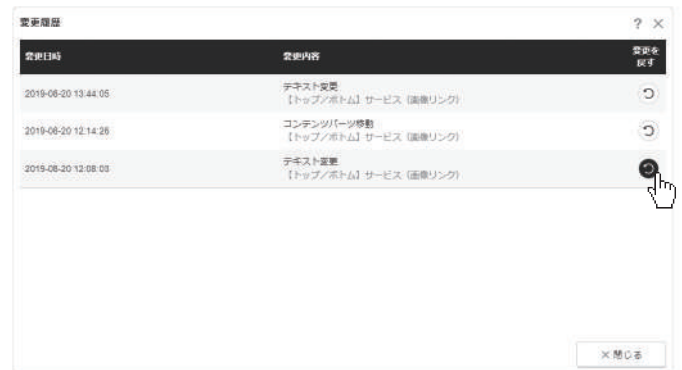 変更履歴
? ×
変更日時 変更内容 変更を
戻す
2019-06-20 13:44:05 テキスト変更
【トップ/ボトム】サービス（画像リンク）
2019-06-20 12:14:26 コンテンツパーツ移動
【トップ/ボトム】サービス（画像リンク）
2019-06-20 12:08:03 テキスト変更
【トップ/ボトム】サービス（画像リンク）
×閉じる